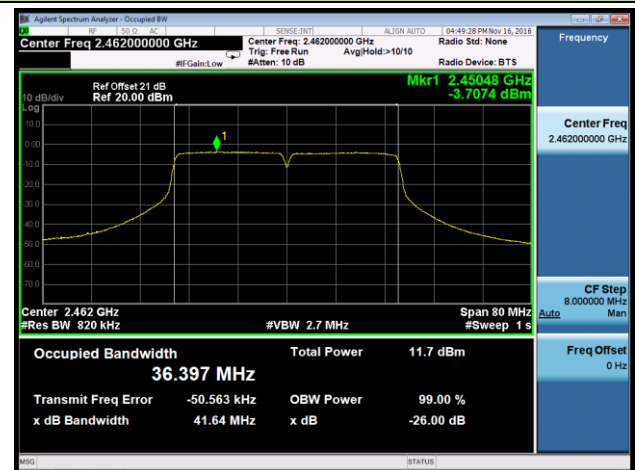 Agilent Spectrum Analyzer - Occupied BW
RF 50 Ω AC SENSE:INT ALIGN AUTO 04:49:28 PM Nov 16, 2016
Center Freq 2.462000000 GHz
Center Freq: 2.462000000 GHz
Radio Std: None
Trig: Free Run Avg|Hold:>10/10
#IFGain:Low #Atten: 10 dB Radio Device: BTS
Frequency
Mkr1 2.45048 GHz
-3.7074 dBm
Ref Offset 21 dB
10 dB/div Ref 20.00 dBm
Log
10.0
0.00
-10.0
-20.0
-30.0
-40.0
-50.0
-60.0
-70.0
1
Center 2.462 GHz Span 80 MHz
#Res BW 820 kHz #VBW 2.7 MHz #Sweep 1 s
Occupied Bandwidth Total Power 11.7 dBm
36.397 MHz
Transmit Freq Error -50.563 kHz OBW Power 99.00 %
x dB Bandwidth 41.64 MHz x dB -26.00 dB
Center Freq
2.462000000 GHz
CF Step
8.000000 MHz
Auto Man
Freq Offset
0 Hz
MSG STATUS